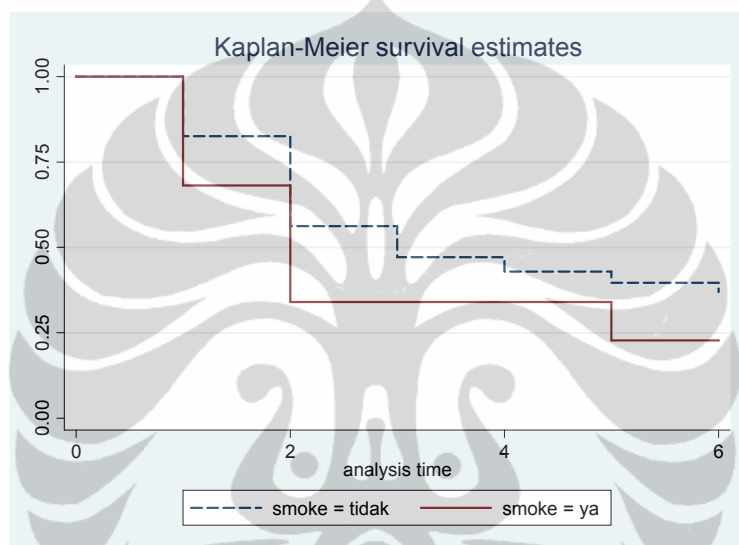 Kaplan-Meier survival estimates
1.00
0.75
0.50
0.25
0.00
0 2 4 6
analysis time
smoke = tidak smoke = ya